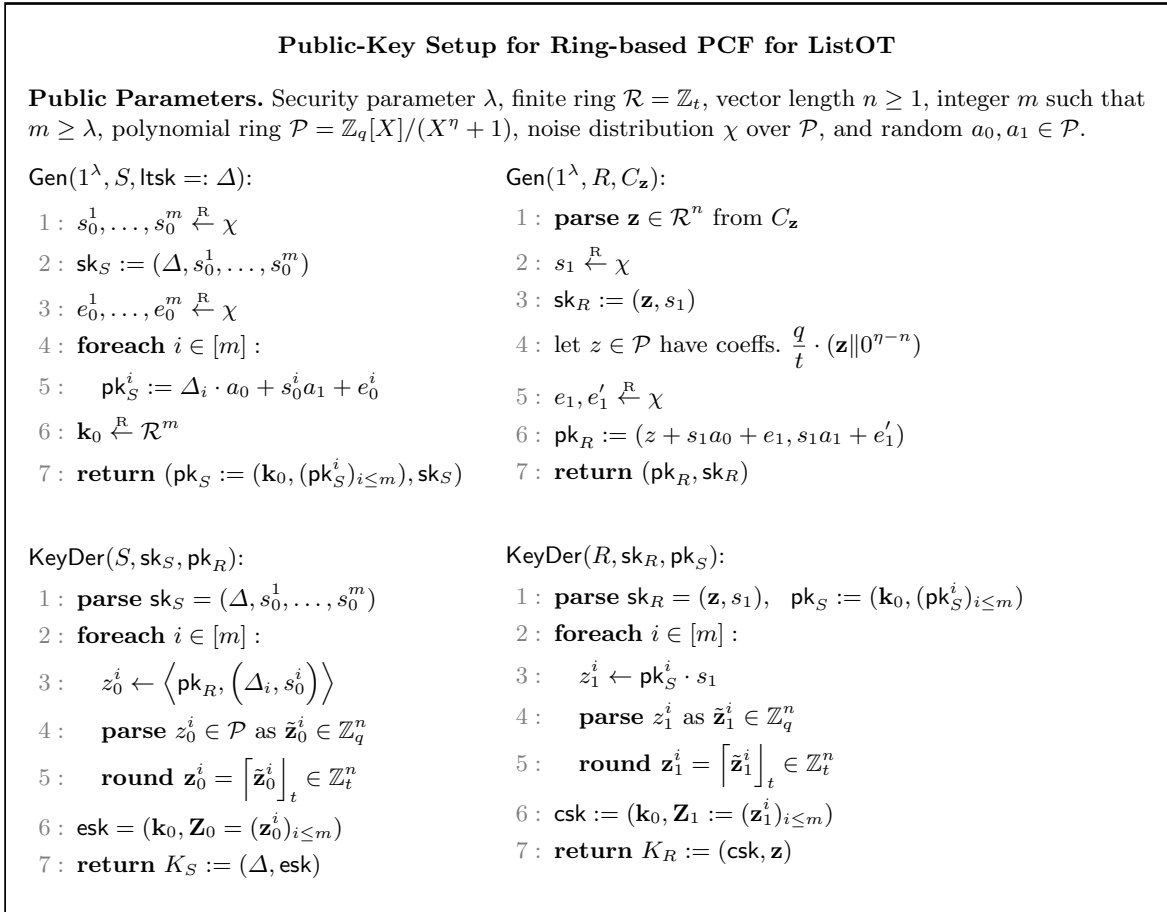 Public-Key Setup for Ring-based PCF for ListOT
Public Parameters. Security parameter λ, finite ring ℛ = ℤ_t, vector length n ≥ 1, integer m such that
m ≥ λ, polynomial ring 𝒫 = ℤ_q[X]/(X^η + 1), noise distribution χ over 𝒫, and random a_0, a_1 ∈ 𝒫.
Gen(1^λ, S, ltsk =: Δ):
1 : s_0^1, . . . , s_0^m ←^R χ
2 : sk_S := (Δ, s_0^1, . . . , s_0^m)
3 : e_0^1, . . . , e_0^m ←^R χ
4 : foreach i ∈ [m] :
5 : pk_S^i := Δ_i · a_0 + s_0^i a_1 + e_0^i
6 : k_0 ←^R ℛ^m
7 : return (pk_S := (k_0, (pk_S^i)_{i≤m}), sk_S)
Gen(1^λ, R, C_z):
1 : parse z ∈ ℛ^n from C_z
2 : s_1 ←^R χ
3 : sk_R := (z, s_1)
4 : let z ∈ 𝒫 have coeffs. q/t · (z∥0^{η−n})
5 : e_1, e′_1 ←^R χ
6 : pk_R := (z + s_1 a_0 + e_1, s_1 a_1 + e′_1)
7 : return (pk_R, sk_R)
KeyDer(S, sk_S, pk_R):
1 : parse sk_S = (Δ, s_0^1, . . . , s_0^m)
2 : foreach i ∈ [m] :
3 : z_0^i ← ⟨pk_R, (Δ_i, s_0^i)⟩
4 : parse z_0^i ∈ 𝒫 as z̃_0^i ∈ ℤ_q^n
5 : round z_0^i = ⌈z̃_0^i⌋_t ∈ ℤ_t^n
6 : esk = (k_0, Z_0 = (z_0^i)_{i≤m})
7 : return K_S := (Δ, esk)
KeyDer(R, sk_R, pk_S):
1 : parse sk_R = (z, s_1), pk_S := (k_0, (pk_S^i)_{i≤m})
2 : foreach i ∈ [m] :
3 : z_1^i ← pk_S^i · s_1
4 : parse z_1^i as z̃_1^i ∈ ℤ_q^n
5 : round z_1^i = ⌈z̃_1^i⌋_t ∈ ℤ_t^n
6 : csk := (k_0, Z_1 := (z_1^i)_{i≤m})
7 : return K_R := (csk, z)